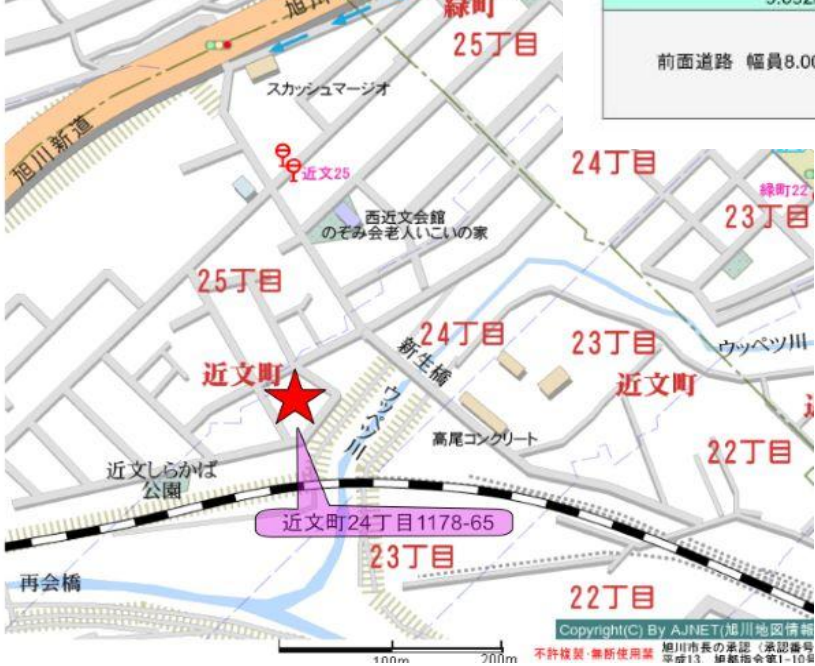 旭川
緑町
25丁目
前面道路 幅員8.00
スカッシュマージオ
旭川新道
近文25
24丁目
緑町22
23丁目
西近文会館
のぞみ会老人いこいの家
25丁目
24丁目
新生橋
23丁目
ウッペツ川
近文町
近文町
ウッペツ川
高尾コンクリート
22丁目
近文しらかば
公園
近文町24丁目1178-65
23丁目
再会橋
22丁目
Copyright(C) By AJNET(旭川地図情報
100m
200m
不許複製・無断使用禁
旭川市長の承認(承認番号